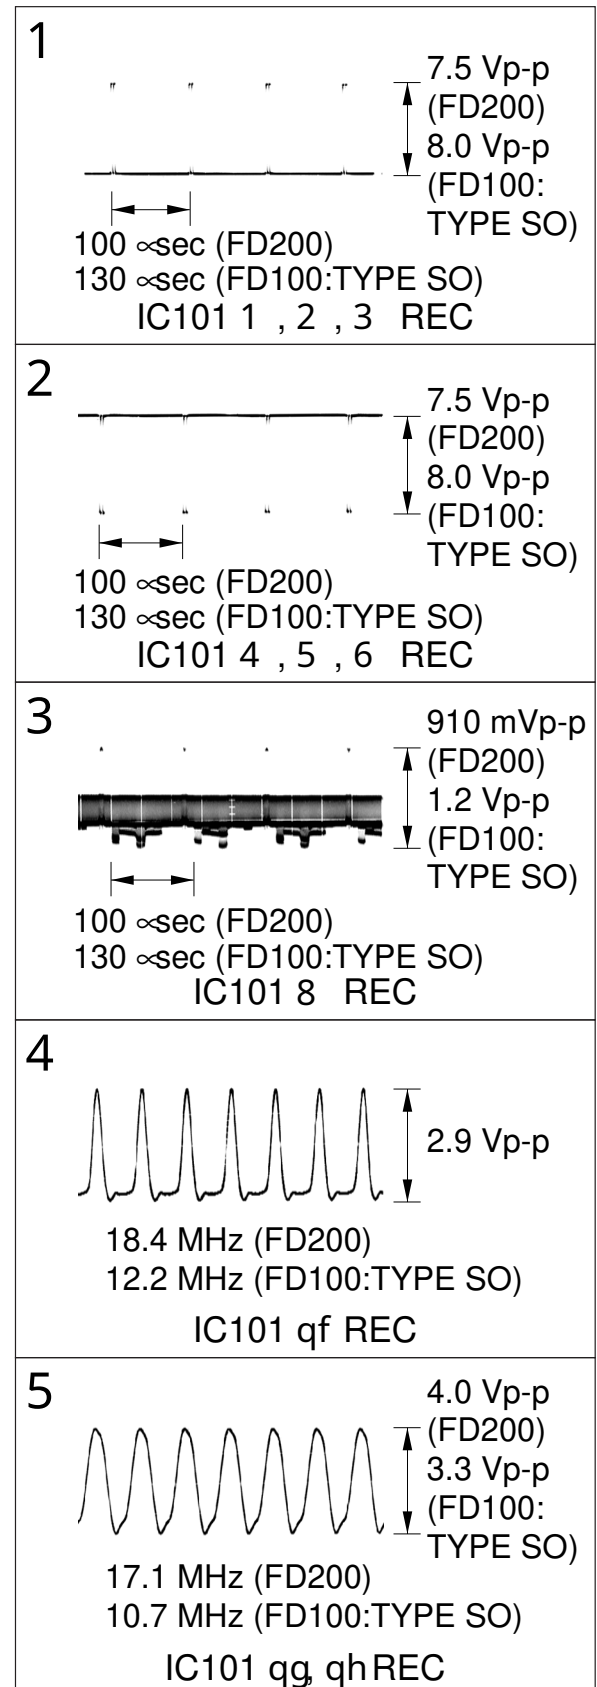 1
7.5 Vp-p
(FD200)
8.0 Vp-p
(FD100:
TYPE SO)
100 ∝sec (FD200)
130 ∝sec (FD100:TYPE SO)
IC101 1 , 2 , 3 REC
2
7.5 Vp-p
(FD200)
8.0 Vp-p
(FD100:
TYPE SO)
100 ∝sec (FD200)
130 ∝sec (FD100:TYPE SO)
IC101 4 , 5 , 6 REC
3
910 mVp-p
(FD200)
1.2 Vp-p
(FD100:
TYPE SO)
100 ∝sec (FD200)
130 ∝sec (FD100:TYPE SO)
IC101 8 REC
4
2.9 Vp-p
18.4 MHz (FD200)
12.2 MHz (FD100:TYPE SO)
IC101 qf REC
5
4.0 Vp-p
(FD200)
3.3 Vp-p
(FD100:
TYPE SO)
17.1 MHz (FD200)
10.7 MHz (FD100:TYPE SO)
IC101 qg, qh REC